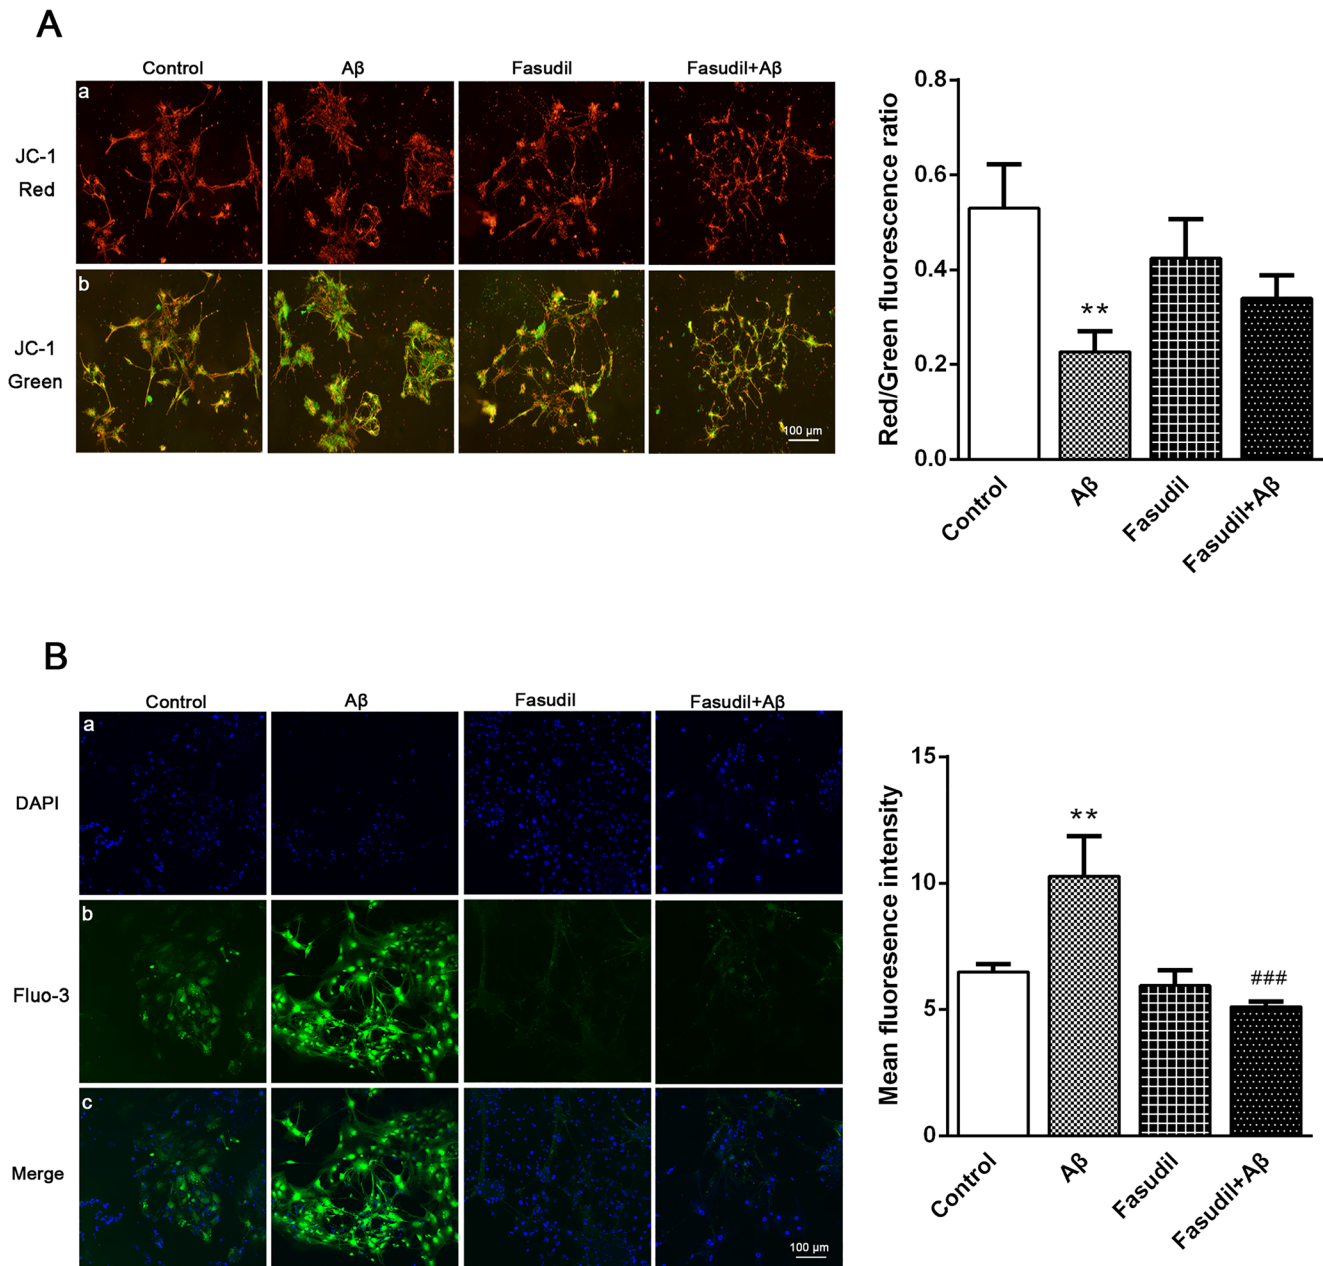 A
Control
Aβ
Fasudil
Fasudil+Aβ
a
JC-1
Red
b
JC-1
Green
100 μm
Red/Green fluorescence ratio
0.8
0.6
0.4
0.2
0.0
**
Control
Aβ
Fasudil
Fasudil+Aβ
B
Control
Aβ
Fasudil
Fasudil+Aβ
a
DAPI
b
Fluo-3
c
Merge
100 μm
Mean fluoresence intensity
15
10
5
0
**
###
Control
Aβ
Fasudil
Fasudil+Aβ